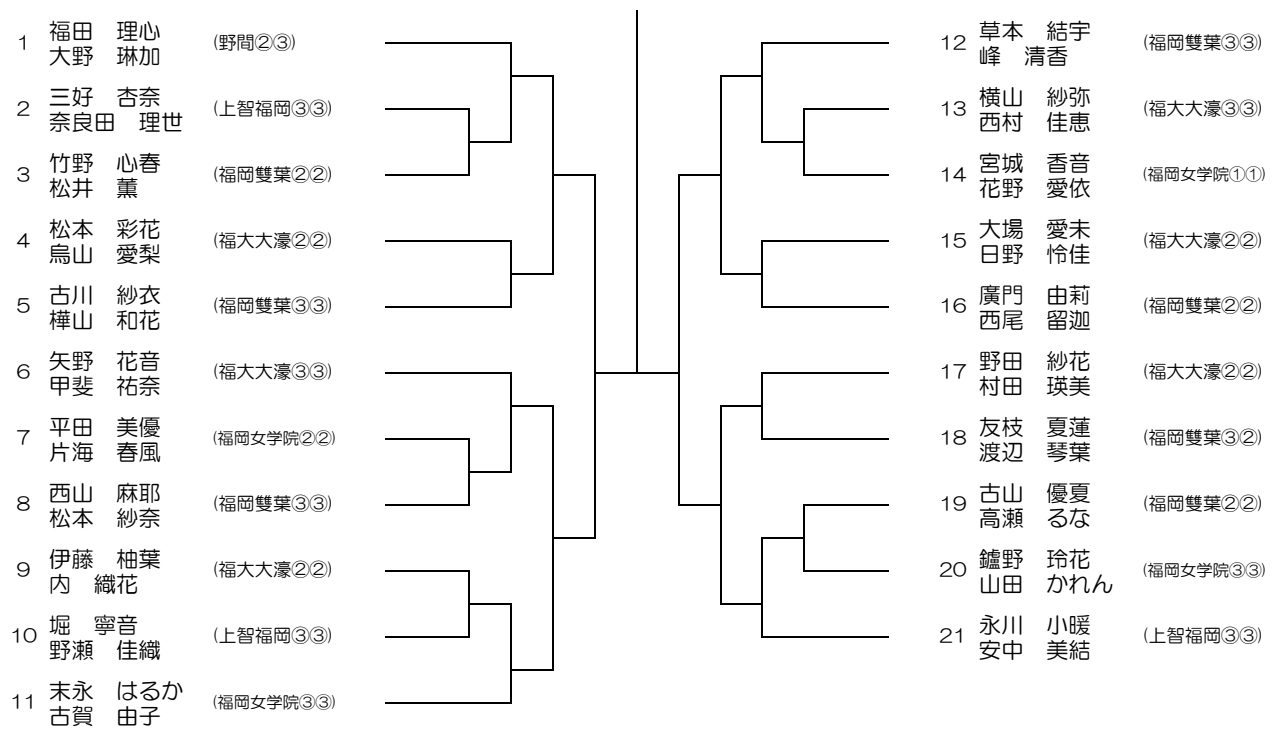 1 福田　理心 (野間②③)
大野　琳加
2 三好　杏奈 (上智福岡③③)
奈良田　理世
3 竹野　心春 (福岡雙葉②②)
松井　薫
4 松本　彩花 (福大大濠②②)
烏山　愛梨
5 古川　紗衣 (福岡雙葉③③)
樺山　和花
6 矢野　花音 (福大大濠③③)
甲斐　祐奈
7 平田　美優 (福岡女学院②②)
片海　春風
8 西山　麻耶 (福岡雙葉③③)
松本　紗奈
9 伊藤　柚葉 (福大大濠②②)
内　織花
10 堀　寧音 (上智福岡③③)
野瀬　佳織
11 末永　はるか (福岡女学院③③)
古賀　由子
12 草本　結宇 (福岡雙葉③③)
峰　清香
13 横山　紗弥 (福大大濠③③)
西村　佳恵
14 宮城　香音 (福岡女学院①①)
花野　愛依
15 大場　愛未 (福大大濠②②)
日野　怜佳
16 廣門　由莉 (福岡雙葉②②)
西尾　留迦
17 野田　紗花 (福大大濠②②)
村田　瑛美
18 友枝　夏蓮 (福岡雙葉③②)
渡辺　琴葉
19 古山　優夏 (福岡雙葉②②)
高瀬　るな
20 鑪野　玲花 (福岡女学院③③)
山田　かれん
21 永川　小暖 (上智福岡③③)
安中　美結